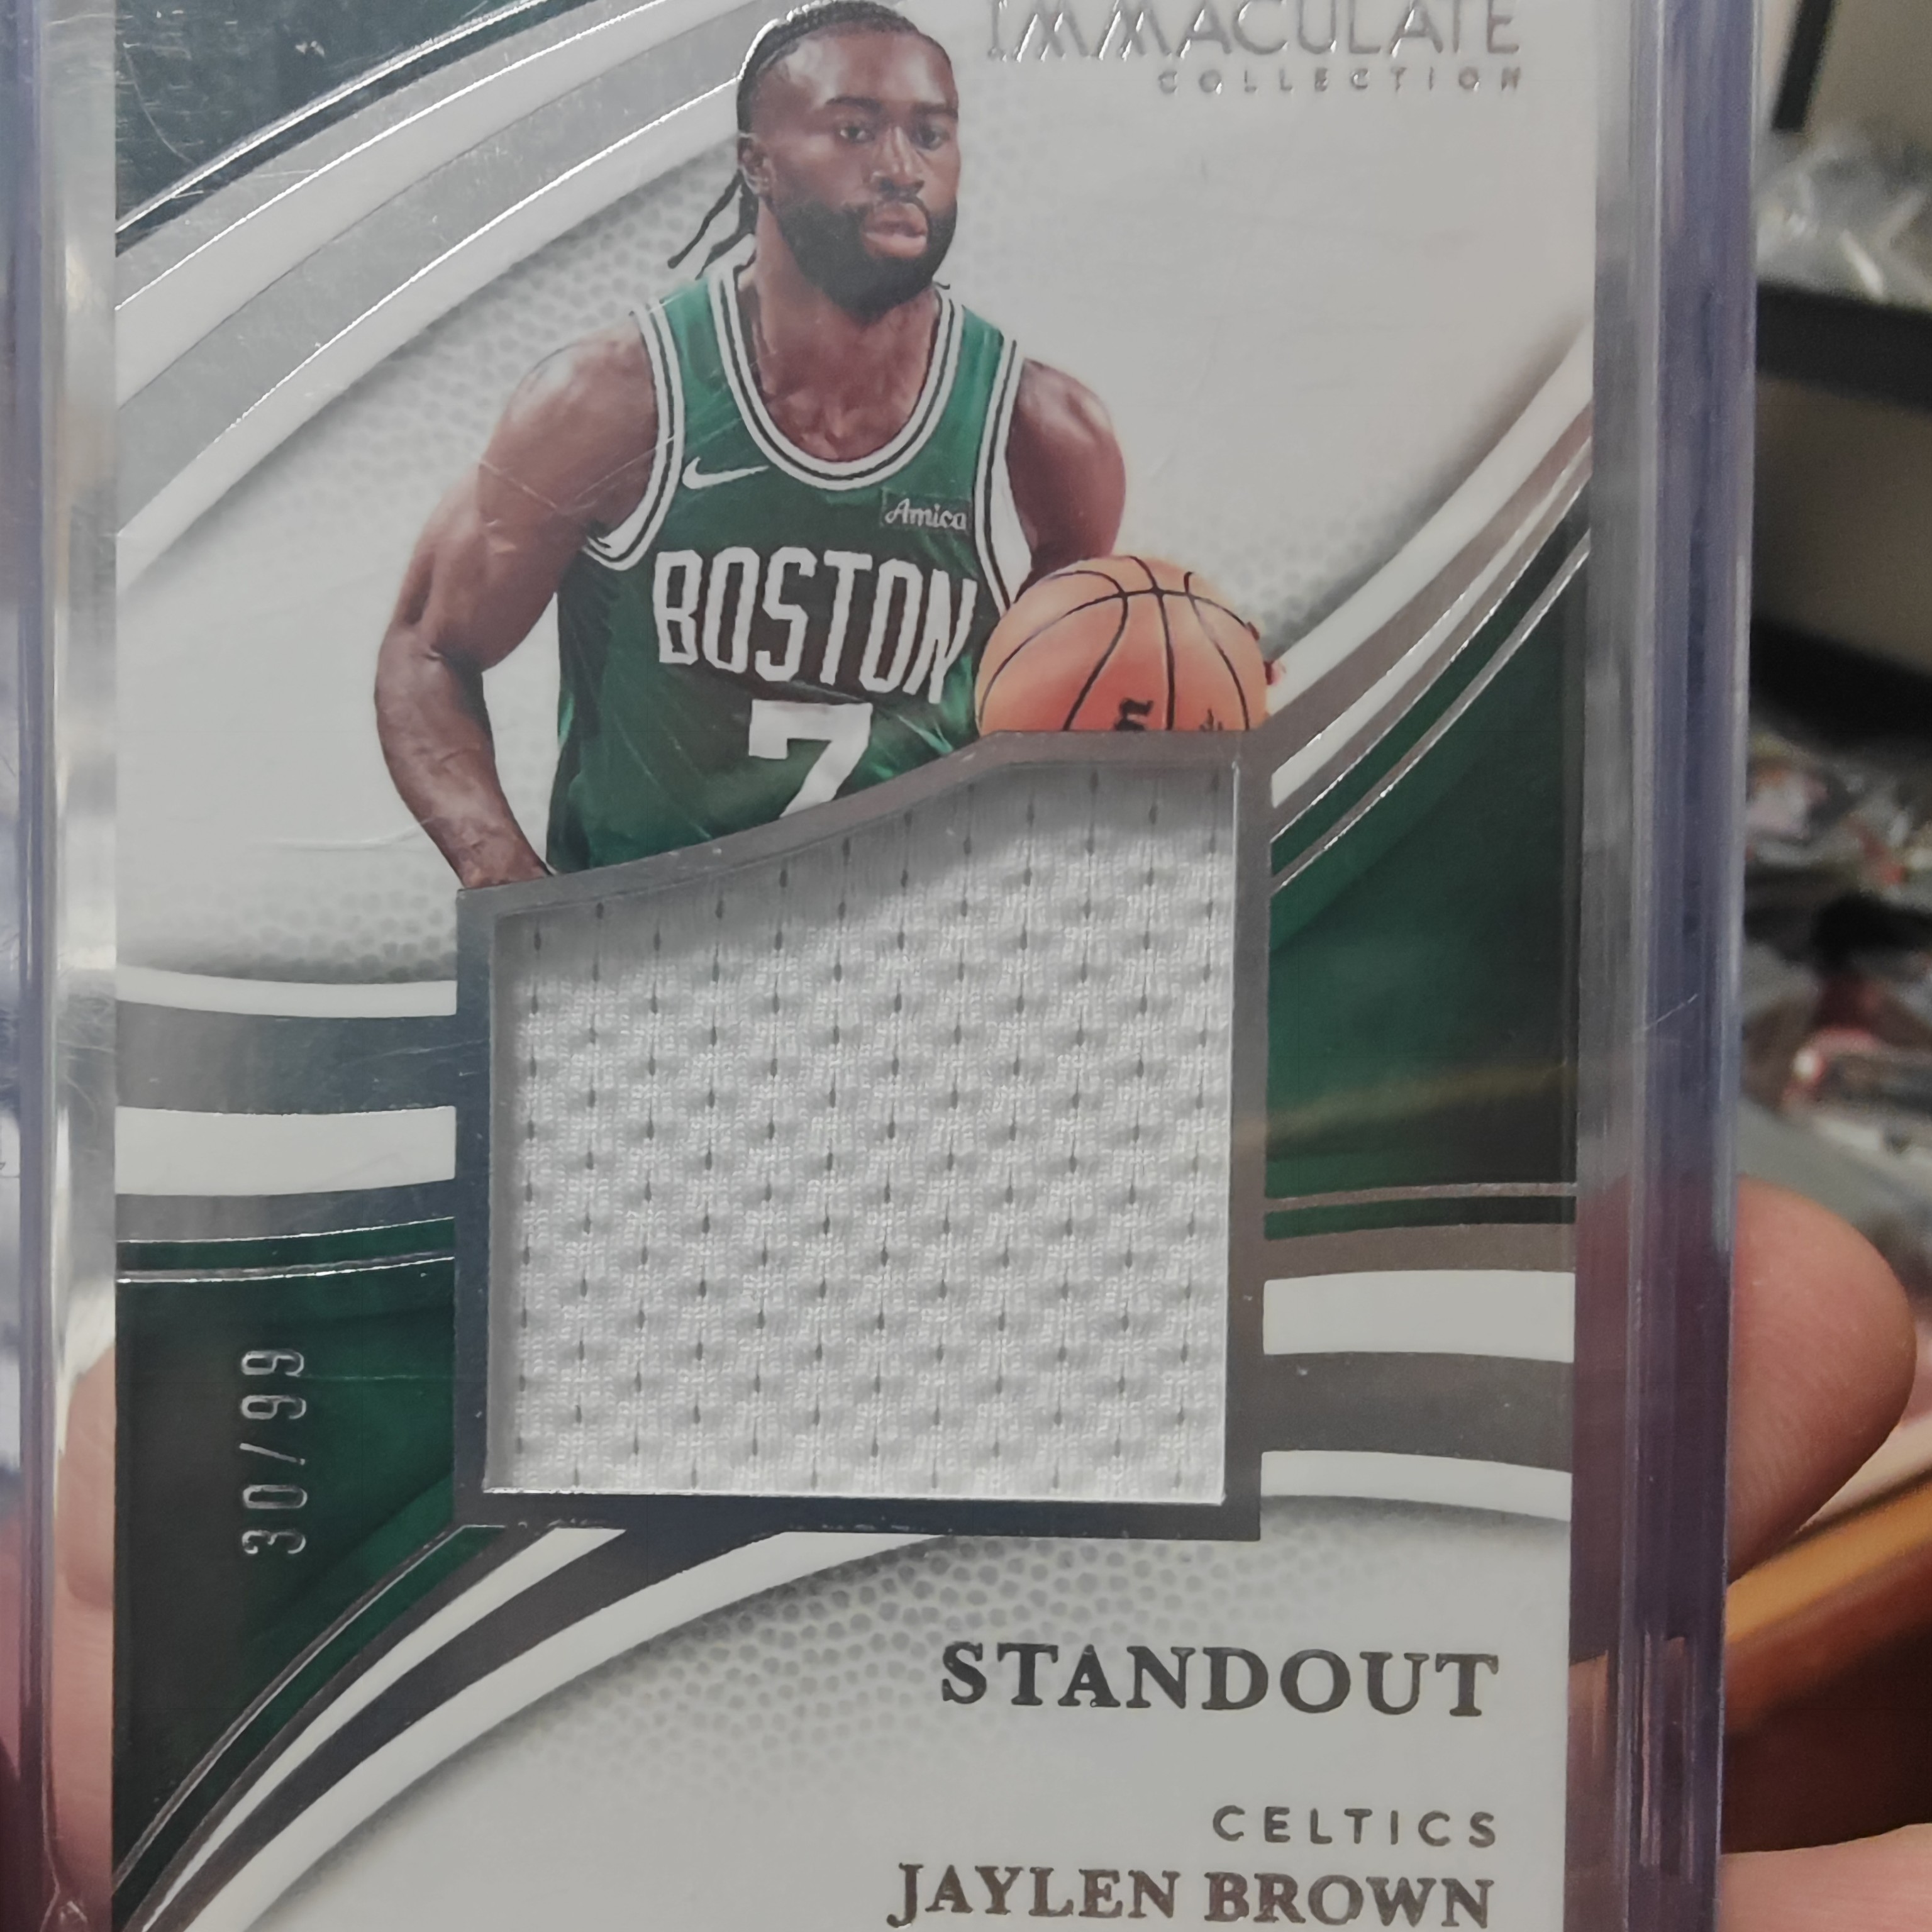 IMMACULATE
COLLECTION
Amica
BOSTON
7
30/99
STANDOUT
CELTICS
JAYLEN BROWN